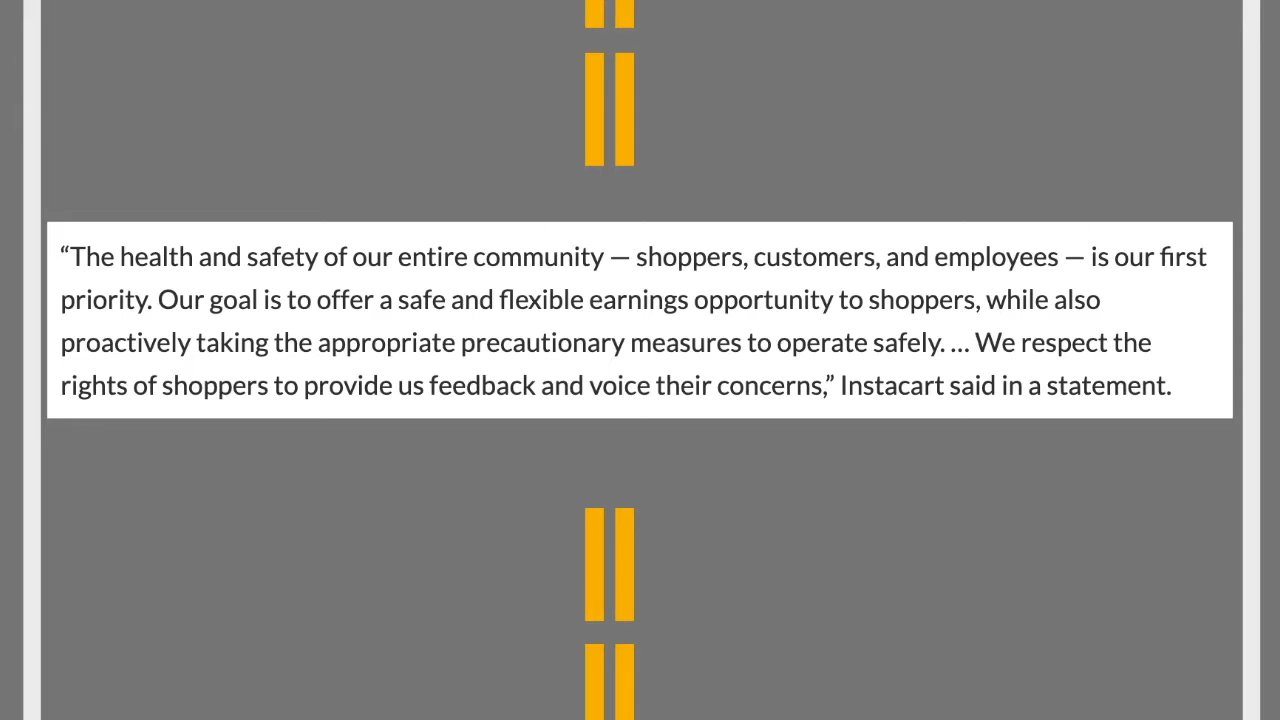 “The health and safety of our entire community — shoppers, customers, and employees — is our first
priority. Our goal is to offer a safe and flexible earnings opportunity to shoppers, while also
proactively taking the appropriate precautionary measures to operate safely. ... We respect the
rights of shoppers to provide us feedback and voice their concerns,” Instacart said in a statement.